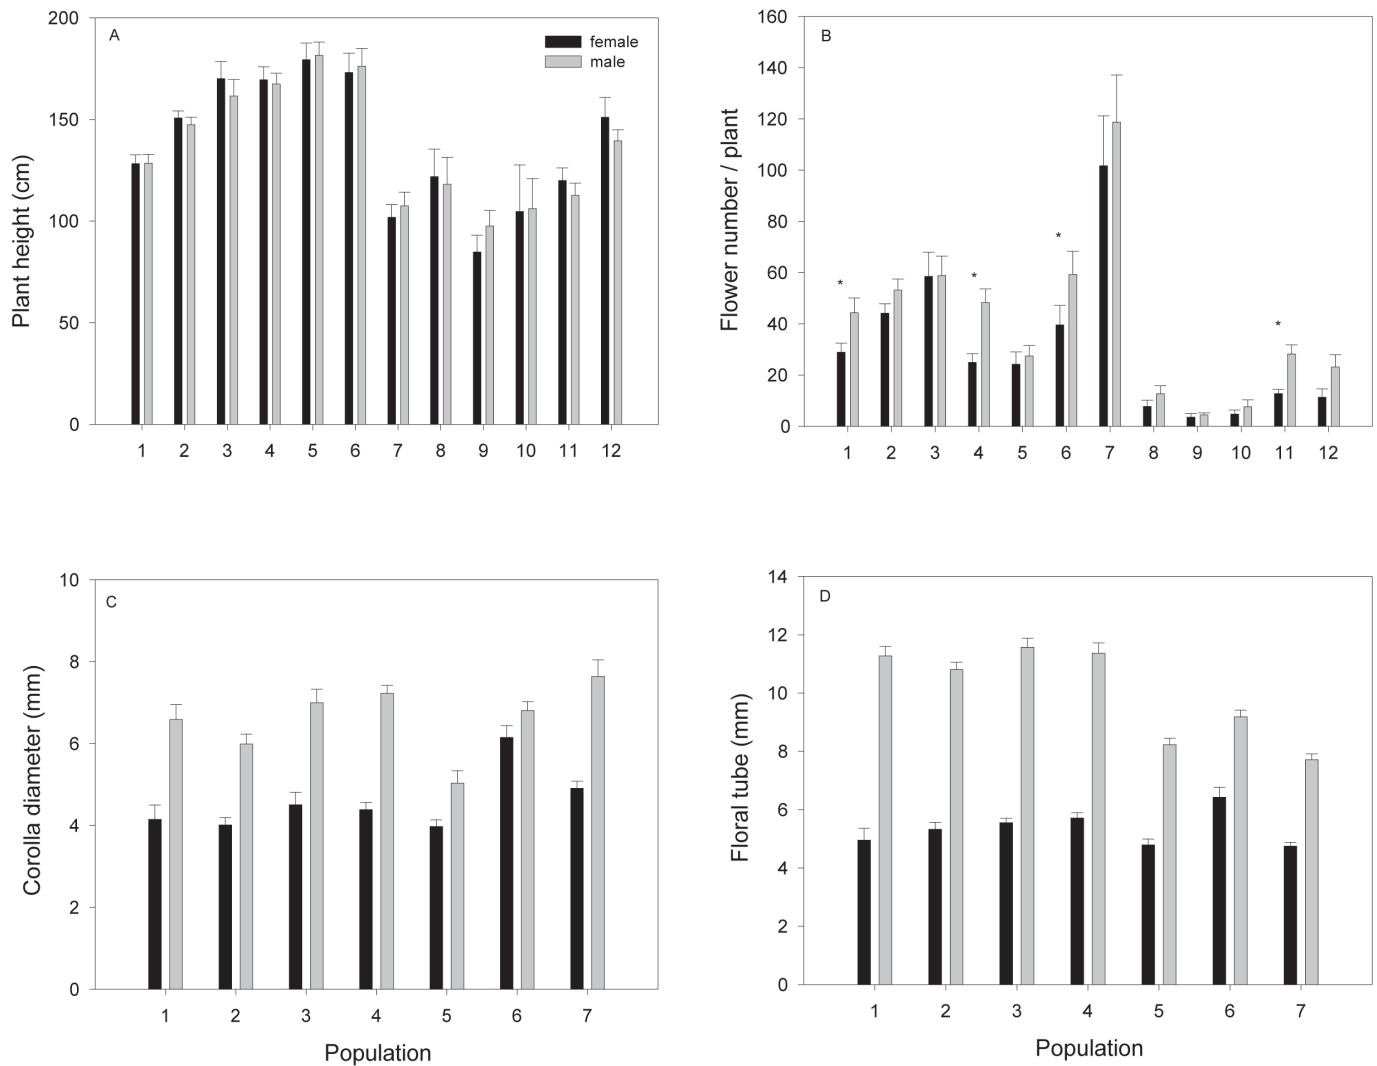 A
female
male
Plant height (cm)
200
150
100
50
0
1 2 3 4 5 6 7 8 9 10 11 12
B
Flower number / plant
160
140
120
100
80
60
40
20
0
* * * *
1 2 3 4 5 6 7 8 9 10 11 12
C
Corolla diameter (mm)
10
8
6
4
2
0
1 2 3 4 5 6 7
Population
D
Floral tube (mm)
14
12
10
8
6
4
2
0
1 2 3 4 5 6 7
Population